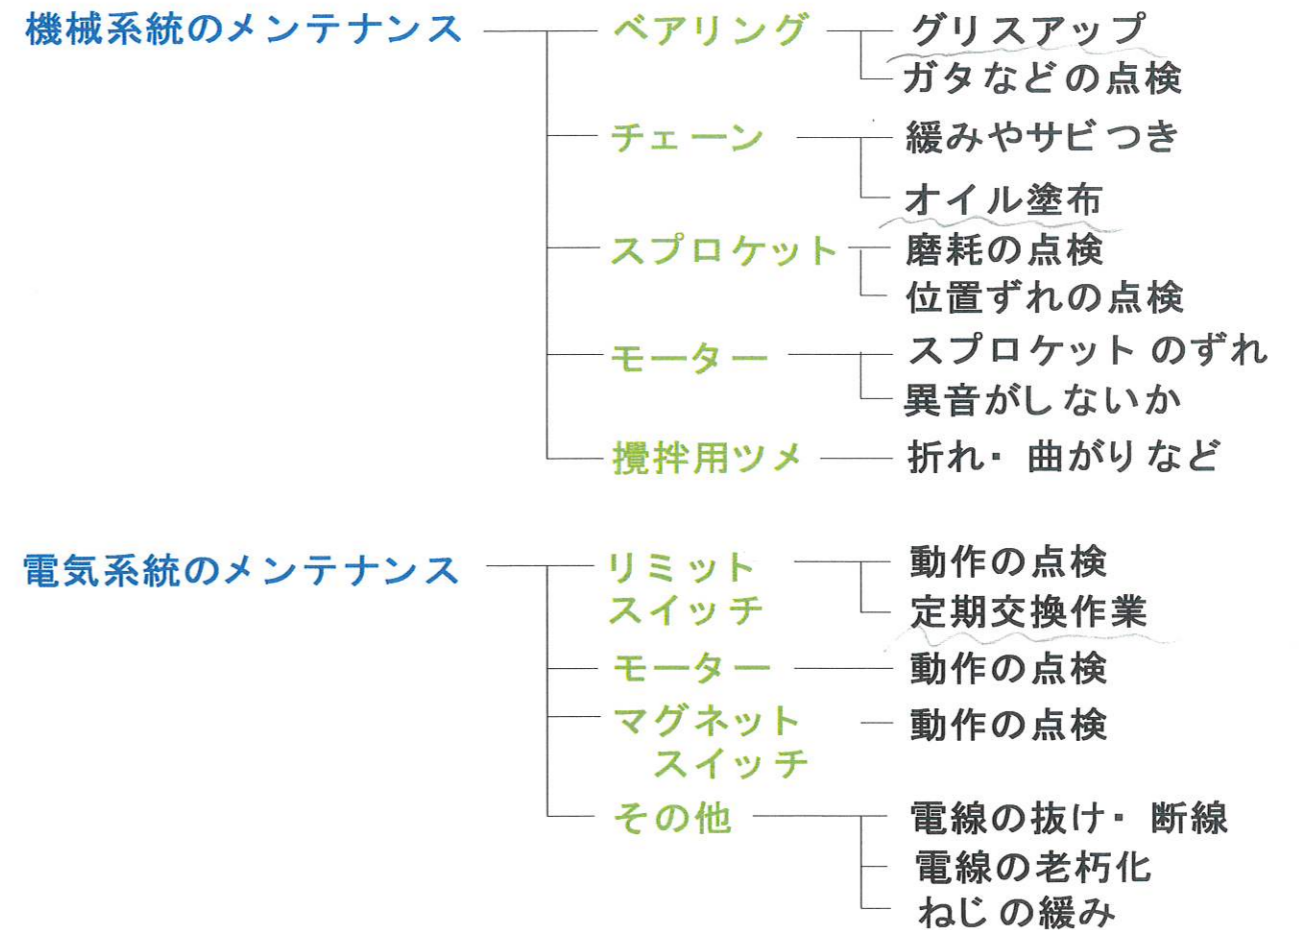 機械系統のメンテナンス
ベアリング
グリスアップ
ガタなどの点検
チェーン
緩みやサビつき
オイル塗布
スプロケット
磨耗の点検
位置ずれの点検
モーター
スプロケットのずれ
異音がしないか
攪拌用ツメ
折れ・曲がりなど
電気系統のメンテナンス
リミット
スイッチ
動作の点検
定期交換作業
モーター
動作の点検
マグネット
スイッチ
動作の点検
その他
電線の抜け・断線
電線の老朽化
ねじの緩み